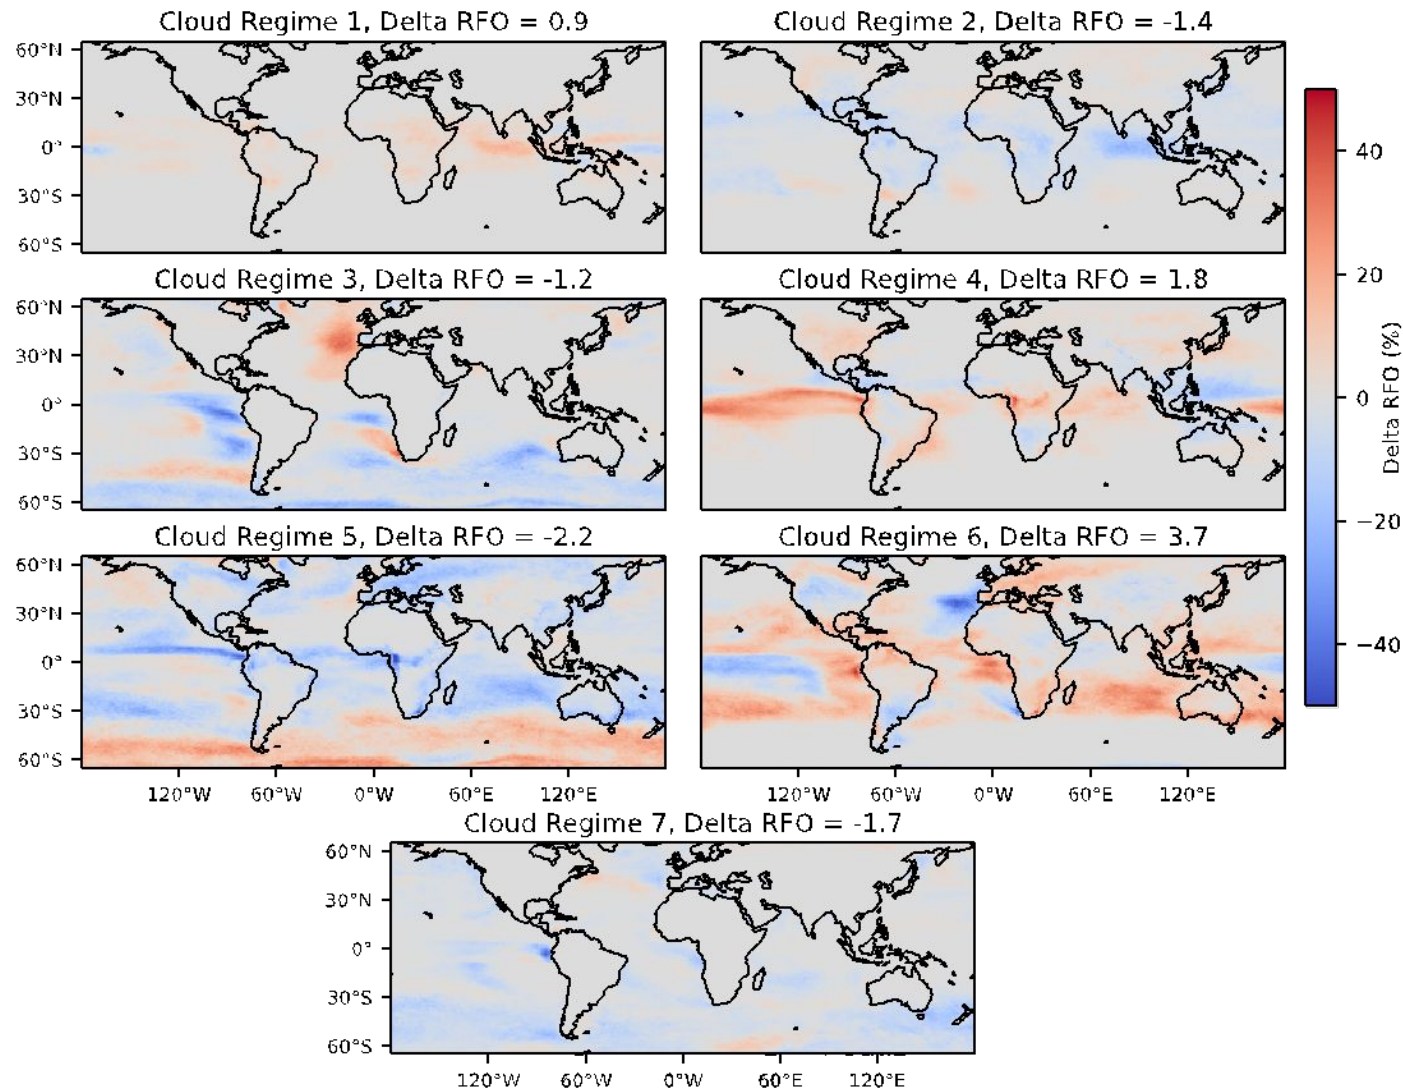 Cloud Regime 1, Delta RFO = 0.9
Cloud Regime 2, Delta RFO = -1.4
60°N
30°N
0°
30°S
60°S
Cloud Regime 3, Delta RFO = -1.2
Cloud Regime 4, Delta RFO = 1.8
60°N
30°N
0°
30°S
60°S
Cloud Regime 5, Delta RFO = -2.2
Cloud Regime 6, Delta RFO = 3.7
60°N
30°N
0°
30°S
60°S
120°W 60°W 0°W 60°E 120°E
120°W 60°W 0°W 60°E 120°E
Cloud Regime 7, Delta RFO = -1.7
60°N
30°N
0°
30°S
60°S
120°W 60°W 0°W 60°E 120°E
40
20
0
−20
−40
Delta RFO (%)